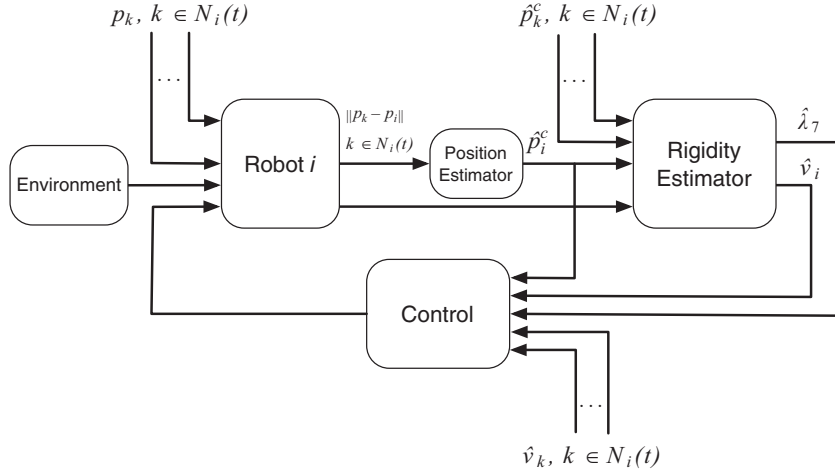 p_k, k ∈ N_i(t)
p̂_k^c, k ∈ N_i(t)
...
...
‖p_k − p_i‖
k ∈ N_i(t)
p̂_i^c
λ̂_7
v̂_i
Environment
Robot i
Position
Estimator
Rigidity
Estimator
Control
...
v̂_k, k ∈ N_i(t)